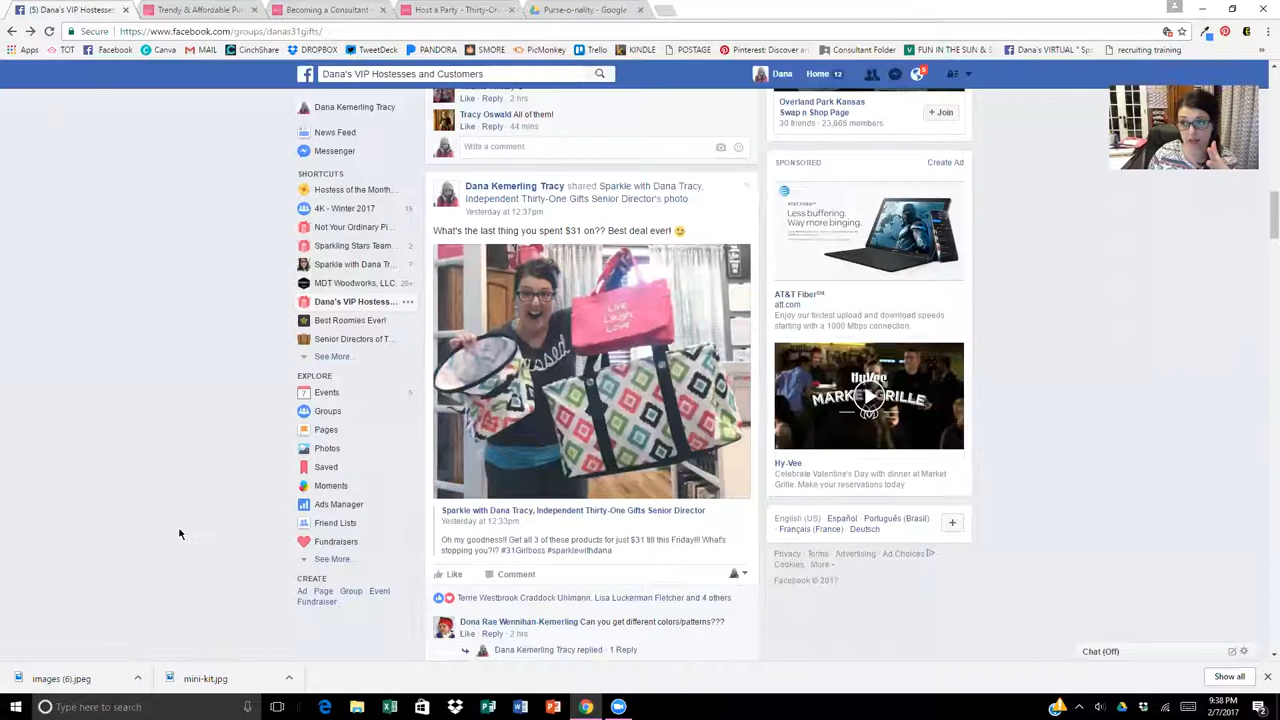 (5) Dana's VIP Hostesses
Trendy & Affordable Pur
Becoming a Consultant
Host a Party - Thirty-On
Purse-o-nality - Google
Secure
https://www.facebook.com/groups/danas31gifts/
Apps
TOT
Facebook
Canva
MAIL
CinchShare
DROPBOX
TweetDeck
PANDORA
SMORE
PicMonkey
Trello
KINDLE
POSTAGE
Pinterest: Discover an
Consultant Folder
FUN IN THE SUN & S
Dana's VIRTUAL " Sp
recruiting training
Dana's VIP Hostesses and Customers
Dana
Home 12
Dana Kemerling Tracy
News Feed
Messenger
SHORTCUTS
Hostess of the Month...
4K - Winter 2017 15
Not Your Ordinary Pi...
Sparkling Stars Team... 2
Sparkle with Dana Tr... 7
MDT Woodworks, LLC. 20+
Dana's VIP Hostess...
Best Roomies Ever!
Senior Directors of T...
See More...
EXPLORE
Events 5
Groups
Pages
Photos
Saved
Moments
Ads Manager
Friend Lists
Fundraisers
See More...
CREATE
Ad Page Group Event
Fundraiser
Like · Reply · 2 hrs
Tracy Oswald All of them!
Like · Reply · 44 mins
Write a comment...
Dana Kemerling Tracy shared Sparkle with Dana Tracy,
Independent Thirty-One Gifts Senior Director's photo
Yesterday at 12:37pm
What's the last thing you spent $31 on?? Best deal ever!
LIVE
LAUGH
LOVE
Sparkle with Dana Tracy, Independent Thirty-One Gifts Senior Director
Yesterday at 12:33pm
Oh my goodness!! Get all 3 of these products for just $31 till this Friday!!! What's
stopping you?!? #31Girlboss #sparklewithdana
Like
Comment
Terrie Westbrook Craddock Uhlmann, Lisa Luckerman Fletcher and 4 others
Dona Rae Wennihan-Kemerling Can you get different colors/patterns???
Like · Reply · 2 hrs
Dana Kemerling Tracy replied · 1 Reply
Overland Park Kansas
Swap n Shop Page
30 friends · 23,666 members
+ Join
SPONSORED
Create Ad
Less buffering.
Way more binging.
AT&T Fiber℠
att.com
Enjoy our fastest upload and download speeds
starting with a 1000 Mbps connection.
HyVee
MARKET GRILLE
Hy-Vee
Celebrate Valentine's Day with dinner at Market
Grille. Make your reservations today
English (US) · Español · Português (Brasil) ·
Français (France) · Deutsch
Privacy · Terms · Advertising · Ad Choices
Cookies · More
Facebook © 2017
Chat (Off)
images (6).jpeg
mini-kit.jpg
Show all
Type here to search
9:38 PM
2/7/2017